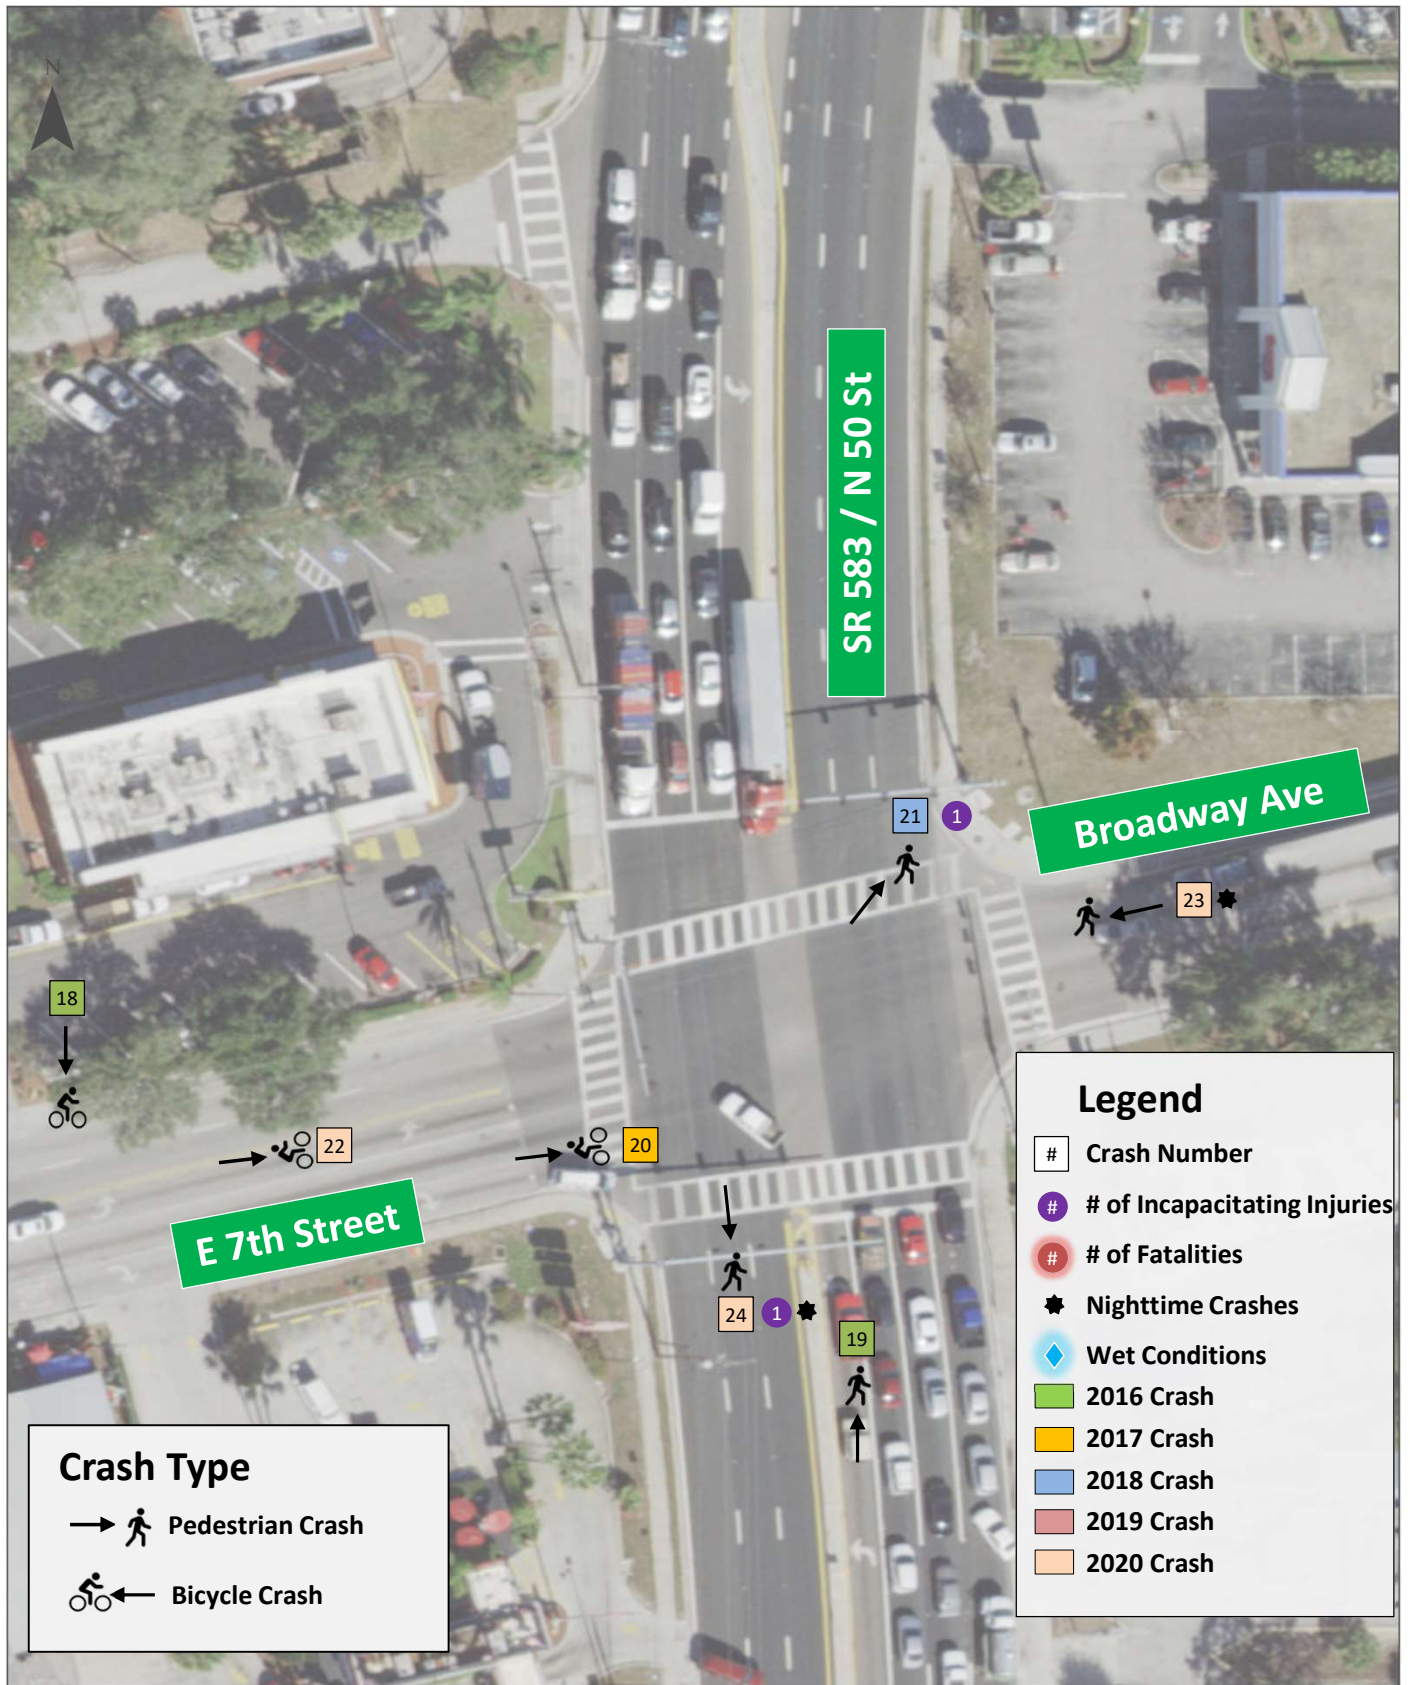 N
SR 583 / N 50 St
21
1
Broadway Ave
23
18
22
20
E 7th Street
24
1
19
Legend
# Crash Number
# # of Incapacitating Injuries
# # of Fatalities
Nighttime Crashes
Wet Conditions
2016 Crash
2017 Crash
2018 Crash
2019 Crash
2020 Crash
Crash Type
Pedestrian Crash
Bicycle Crash